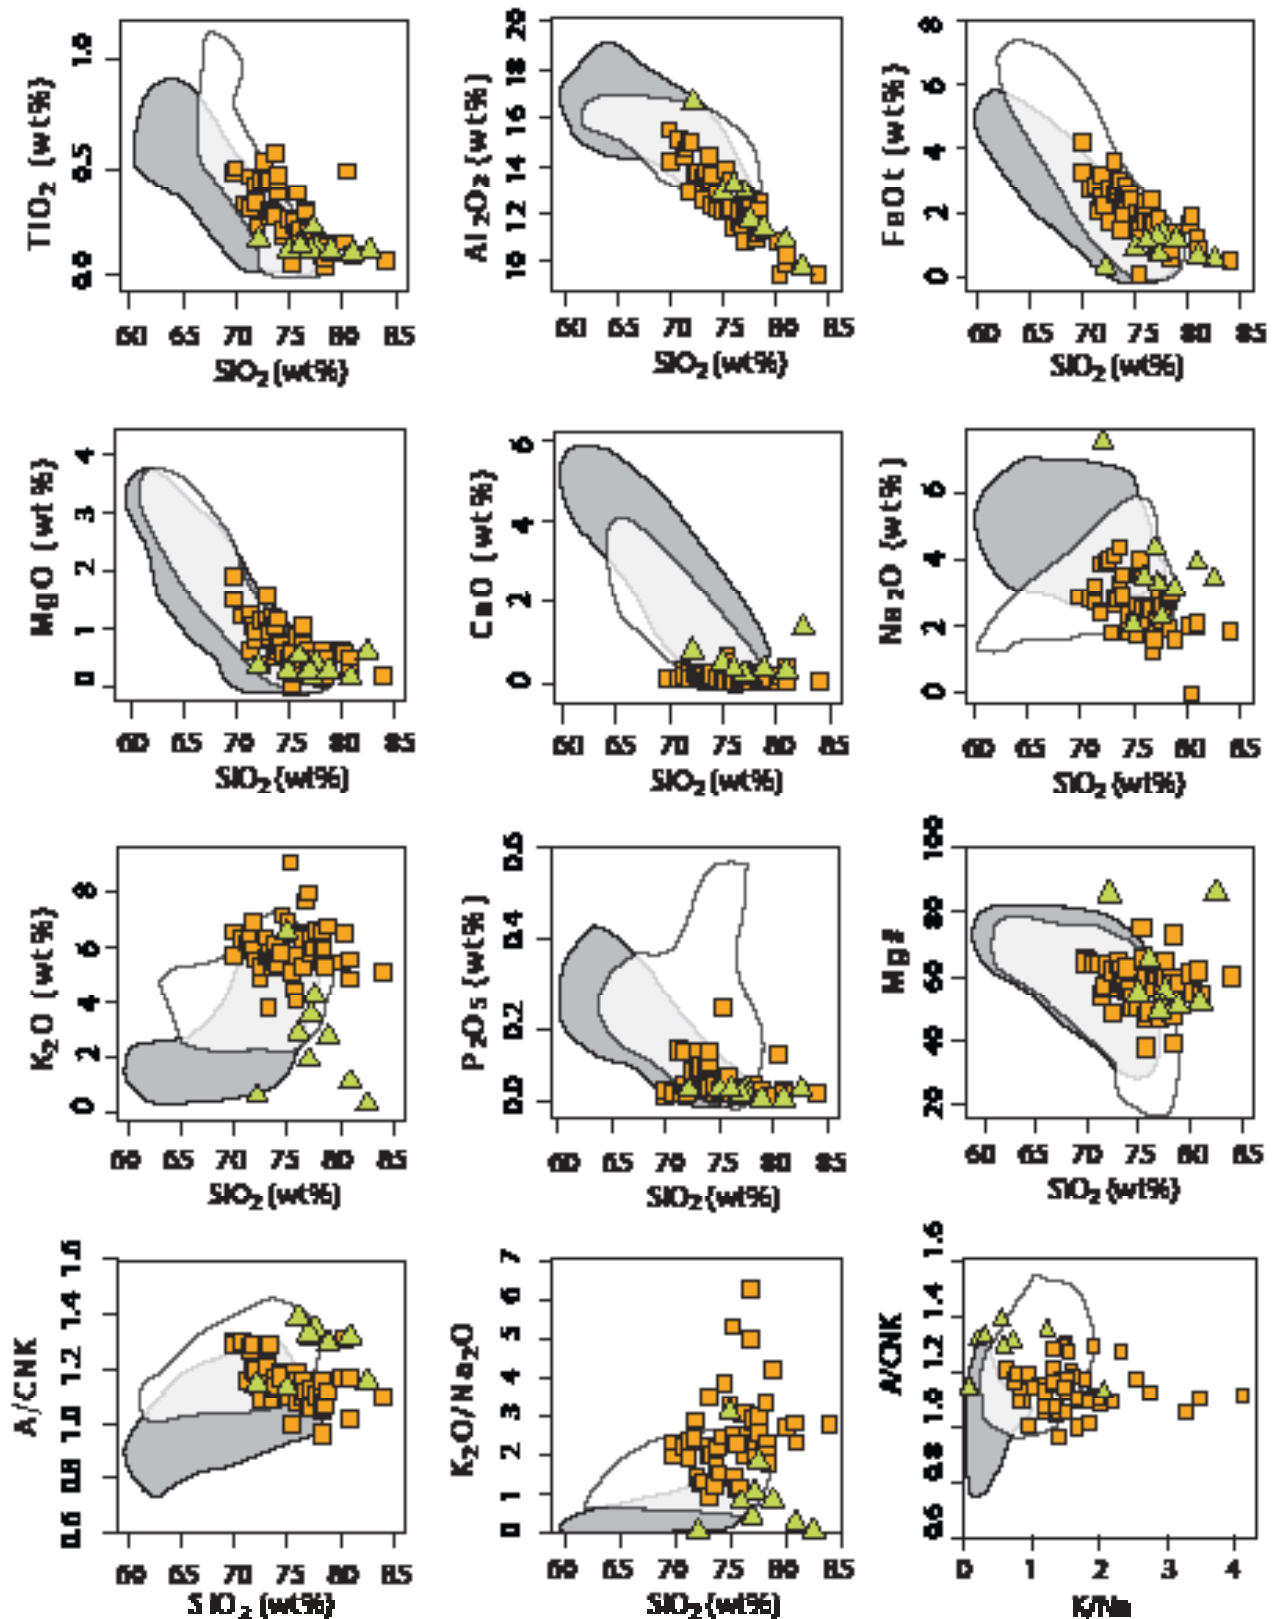 TiO2 (wt%)
0.0 0.5 1.0
60 65 70 75 80 85
SiO2 (wt%)
Al2O2 (wt%)
10 12 13 14 16 18 20
60 65 70 75 80 85
SiO2 (wt%)
FeOt (wt%)
0 2 4 6 8
60 65 70 75 80 85
SiO2 (wt%)
MgO (wt%)
0 1 2 3 4
60 65 70 75 80 85
SiO2 (wt%)
CaO (wt%)
0 2 4 6
60 65 70 75 80 85
SiO2 (wt%)
Na2O (wt%)
0 2 4 6
70 75 80 85
SiO2 (wt%)
K2O (wt%)
0 2 4 6 8
60 65 70 75 80 85
SiO2 (wt%)
P2O5 (wt%)
0.0 0.2 0.4 0.6
60 65 70 75 80 85
SiO2 (wt%)
Mg#
20 40 60 80 100
60 70 75 80 85
SiO2 (wt%)
A/CNK
0.6 0.8 1.0 1.2 1.4 1.6
60 65 70 75 80 85
SIO2 (wt%)
K2O/Na2O
0 1 2 3 4 5 6 7
60 65 70 75 80 85
SiO2 (wt%)
A/CNK
0.6 0.8 1.0 1.2 1.4 1.6
0 1 2 3 4
K/Na